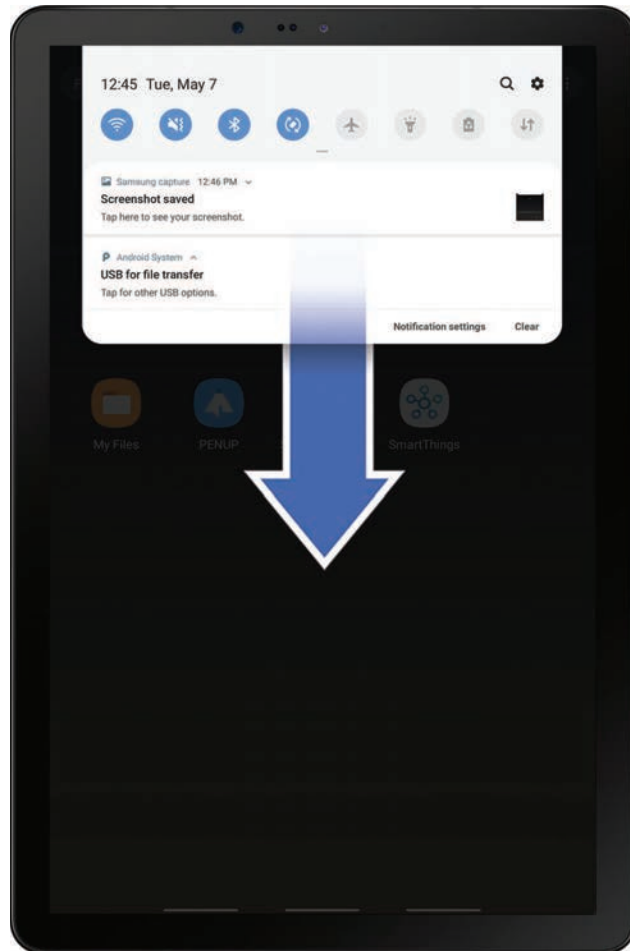 12:45 Tue, May 7
Samsung capture 12:46 PM
Screenshot saved
Tap here to see your screenshot.
Android System
USB for file transfer
Tap for other USB options.
Notification settings Clear
My Files PENUP SmartThings